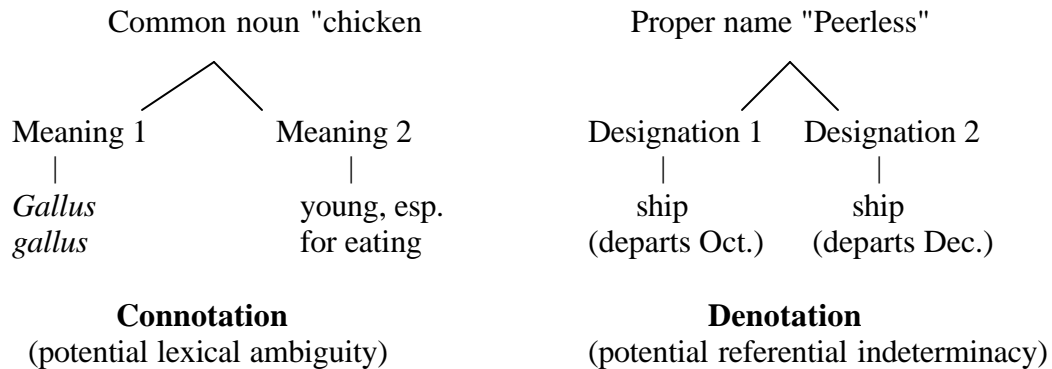 Common noun "chicken
Proper name "Peerless"
Meaning 1
Meaning 2
Designation 1
Designation 2
Gallus
gallus
young, esp.
for eating
ship
(departs Oct.)
ship
(departs Dec.)
Connotation
(potential lexical ambiguity)
Denotation
(potential referential indeterminacy)